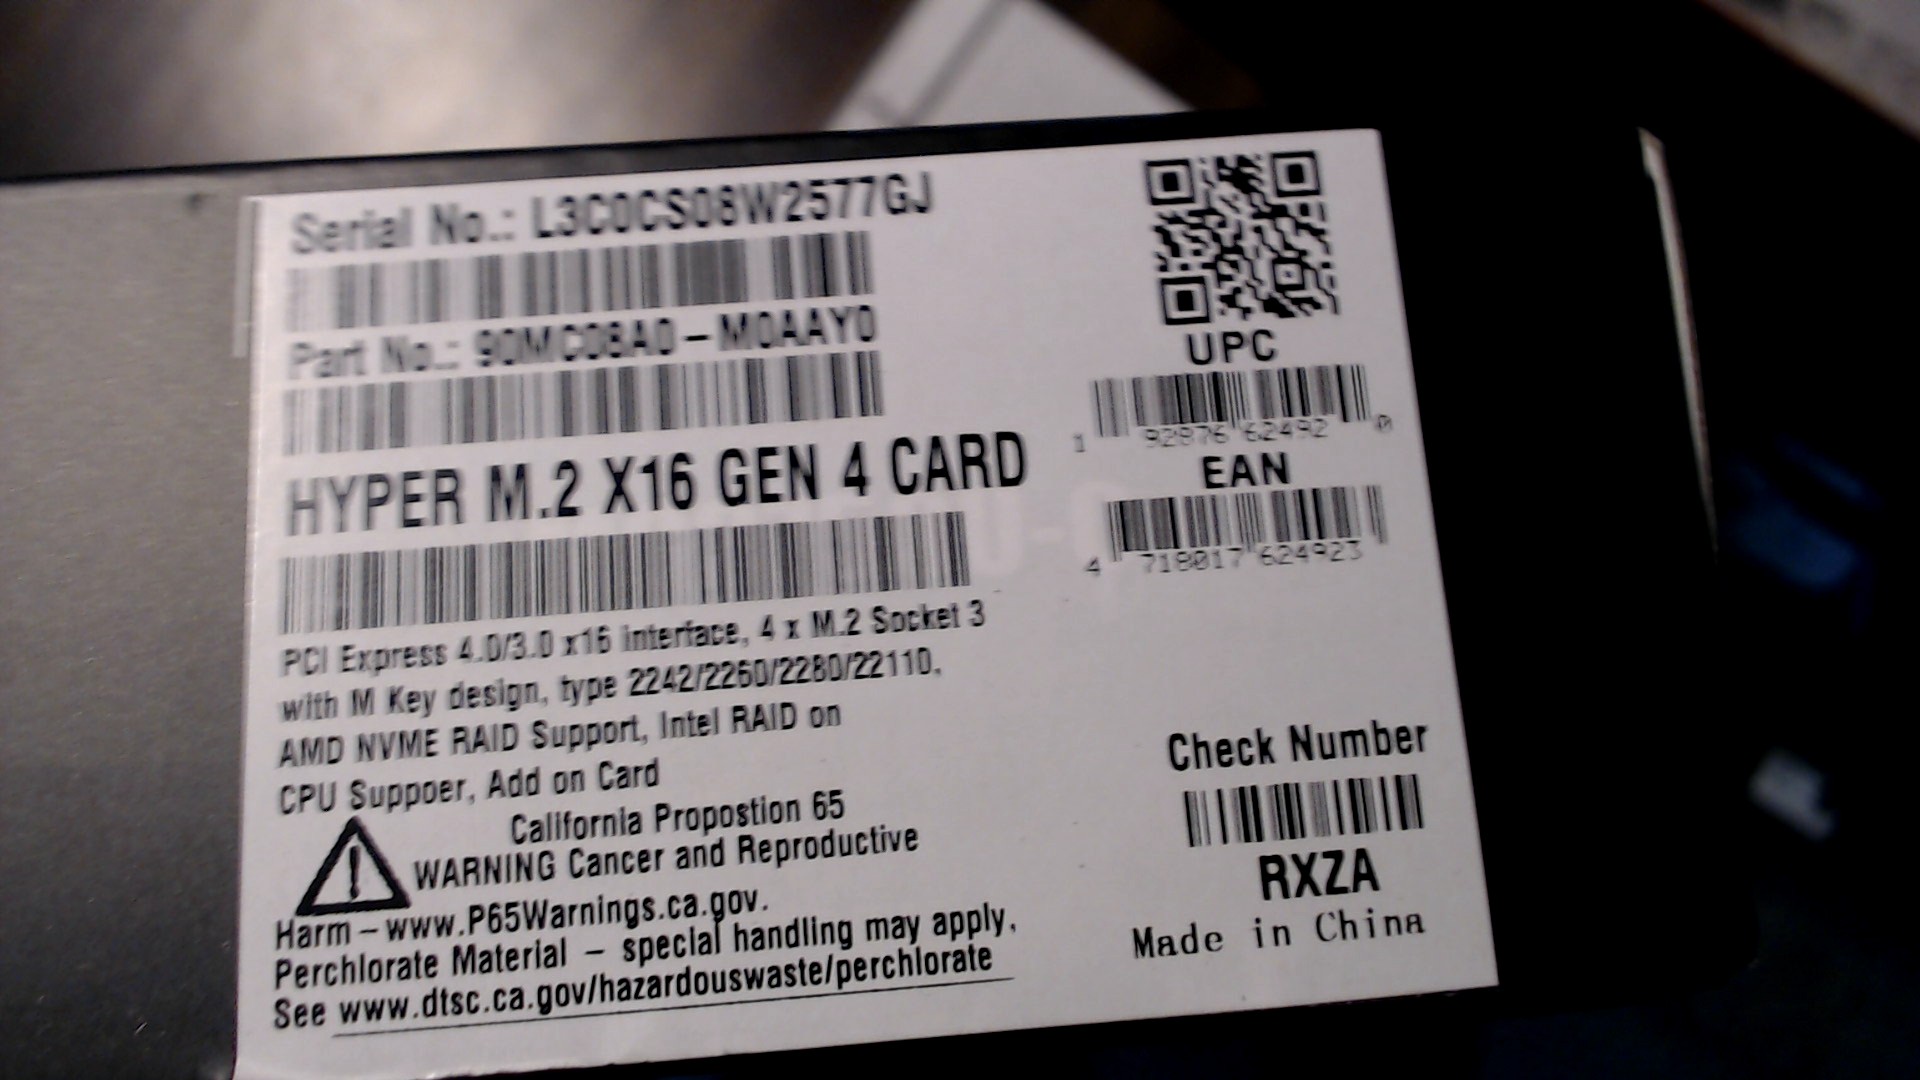 Serial No.: L3C0CS08W2577GJ
Part No.: 90MC08A0-M0AAY0
HYPER M.2 X16 GEN 4 CARD
PCI Express 4.0/3.0 x16 interface, 4 x M.2 Socket 3
with M Key design, type 2242/2260/2280/22110,
AMD NVME RAID Support, Intel RAID on
CPU Suppoer, Add on Card
California Propostion 65
WARNING Cancer and Reproductive
Harm – www.P65Warnings.ca.gov.
Perchlorate Material – special handling may apply.
See www.dtsc.ca.gov/hazardouswaste/perchlorate
UPC
1 92876 62492 0
EAN
4 718017 624923
Check Number
RXZA
Made in China